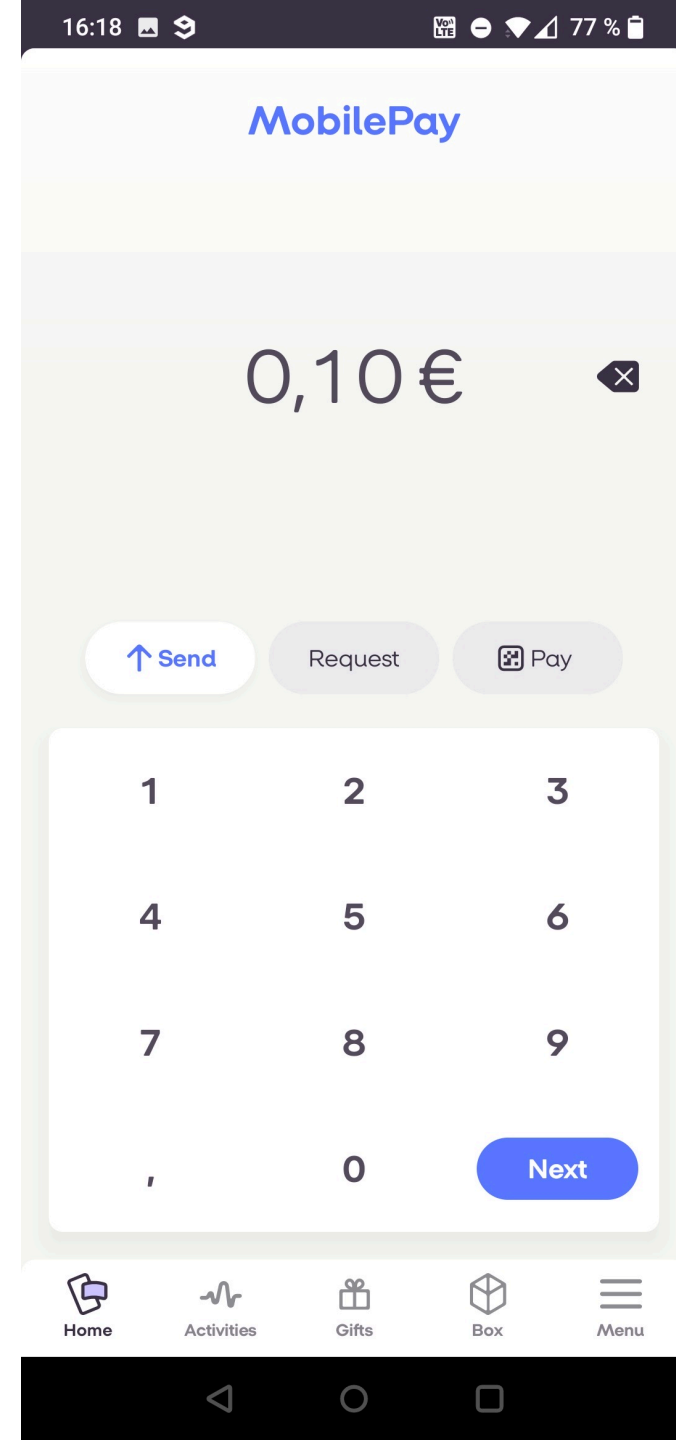 16:18 VoLTE 77 %
MobilePay
0,10 €
Send Request Pay
1 2 3
4 5 6
7 8 9
, 0 Next
Home Activities Gifts Box Menu